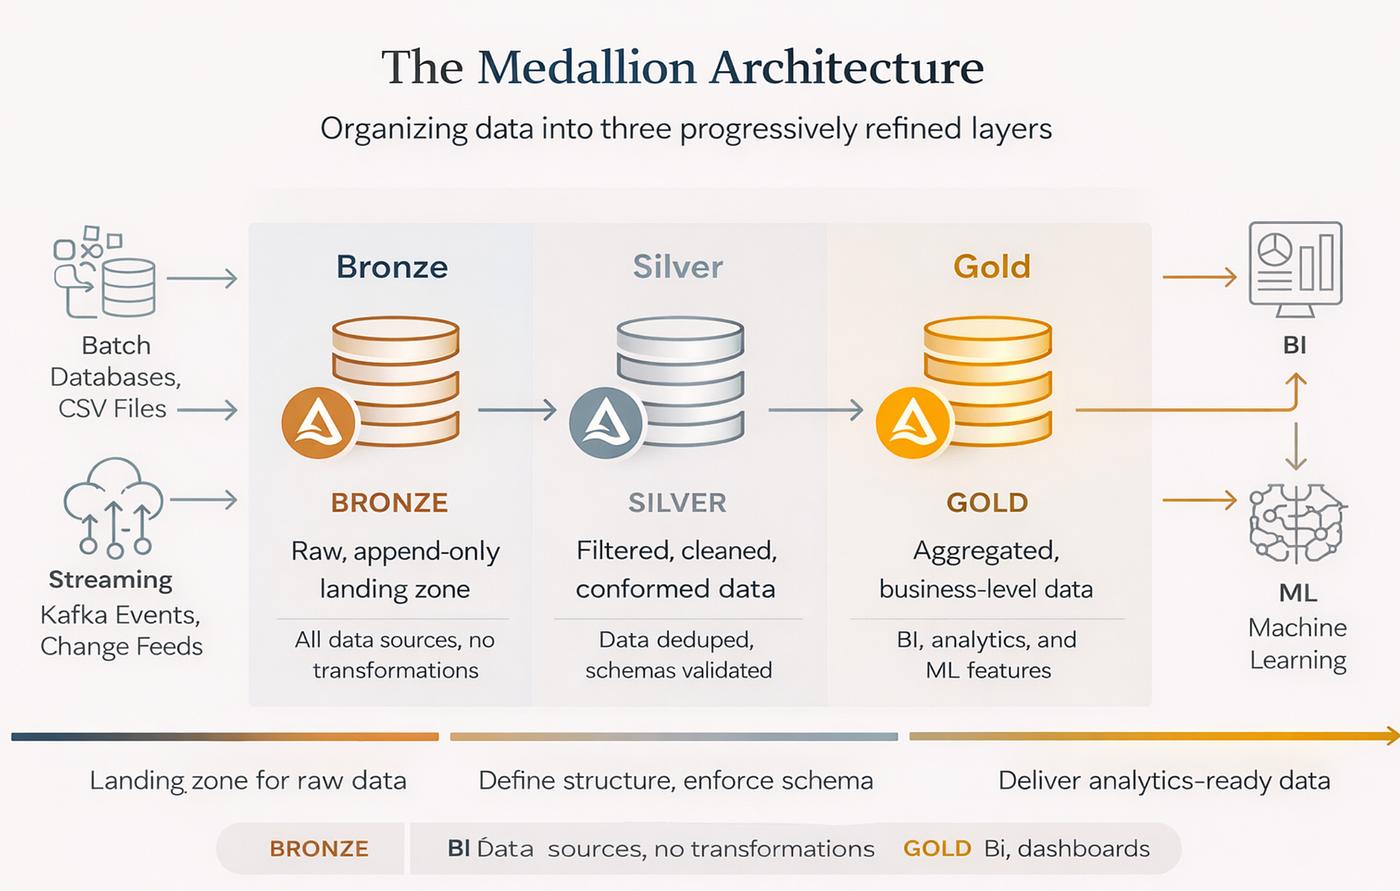 The Medallion Architecture
Organizing data into three progressively refined layers
Batch
Databases,
CSV Files
Streaming
Kafka Events,
Change Feeds
Bronze
BRONZE
Raw, append-only
landing zone
All data sources, no
transformations
Silver
SILVER
Filtered, cleaned,
conformed data
Data deduped,
schemas validated
Gold
GOLD
Aggregated,
business-level data
BI, analytics, and
ML features
BI
ML
Machine
Learning
Landing zone for raw data
Define structure, enforce schema
Deliver analytics-ready data
BRONZE
BI Data sources, no transformations
GOLD Bi, dashboards